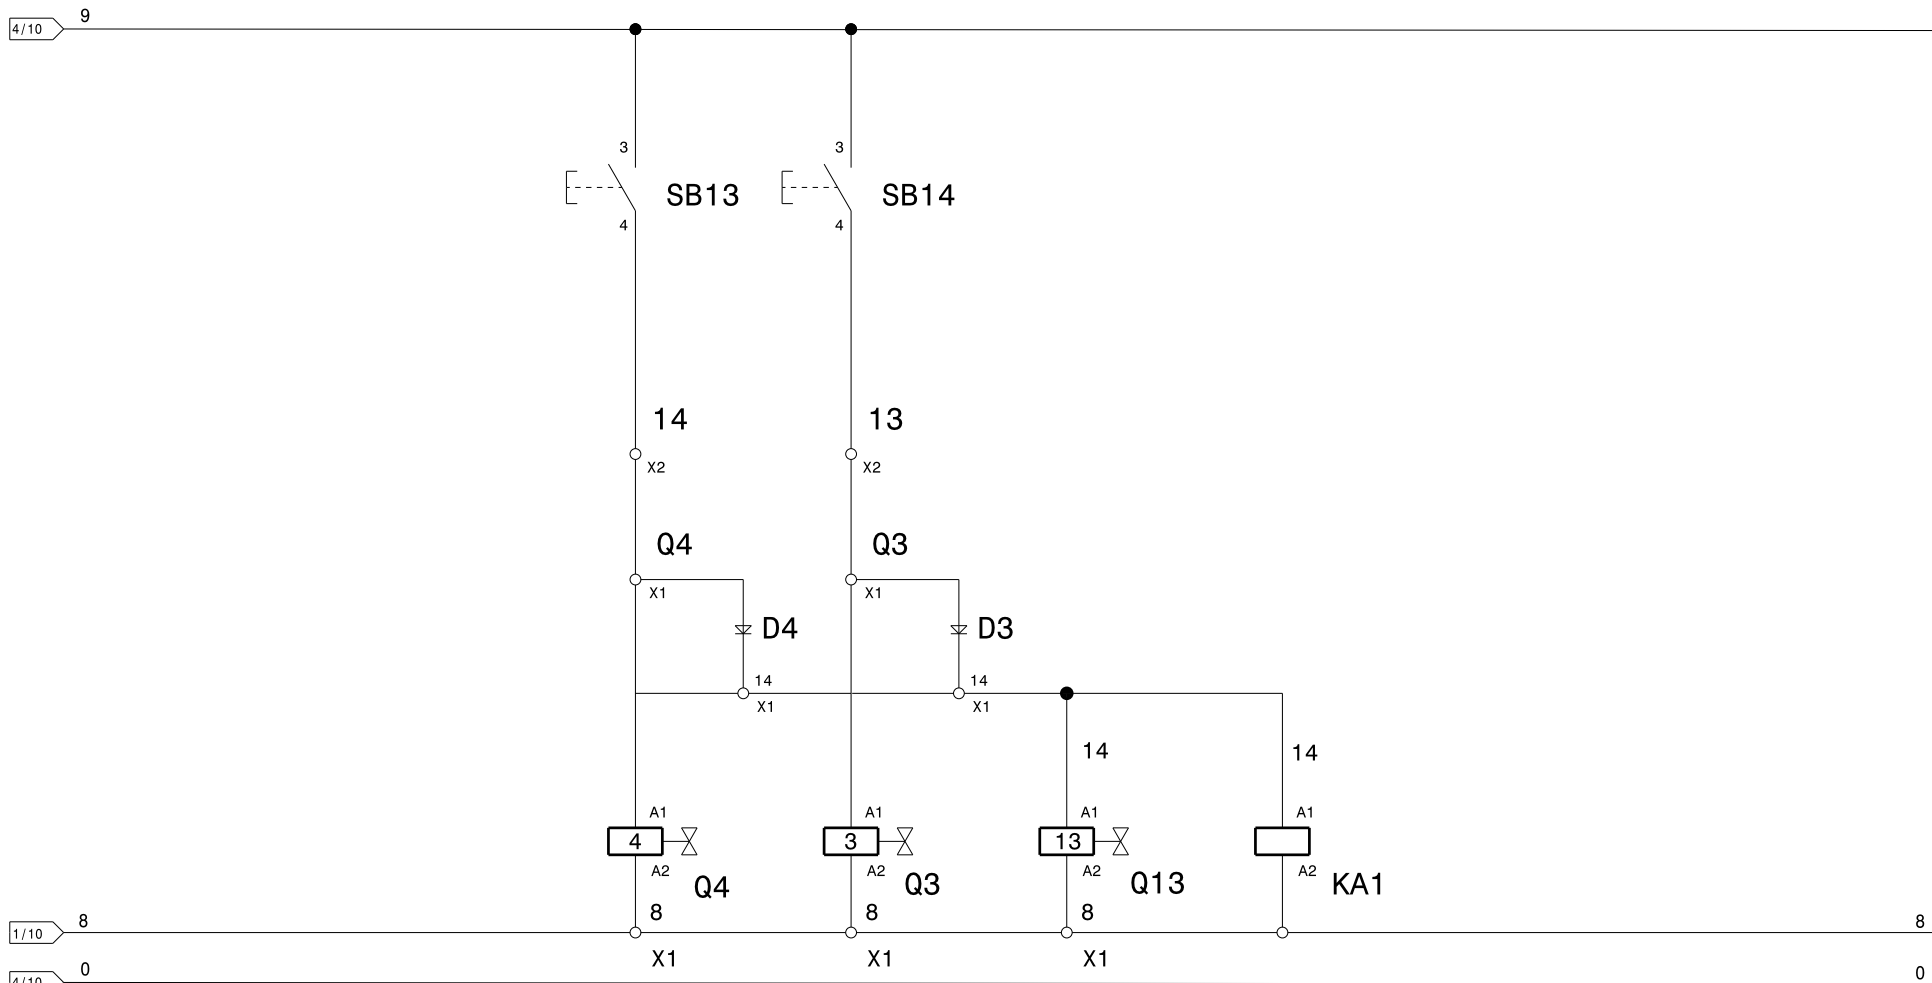 9
4/10
3 3
SB13 SB14
4 4
14 13
X2 X2
Q4 Q3
X1 X1
D4 D3
14 14
X1 X1
14 14
A1 A1 A1 A1
4 3 13
A2 A2 A2 A2
Q4 Q3 Q13 KA1
8 8 8
8 8
1/10
X1 X1 X1
0 0
4/10